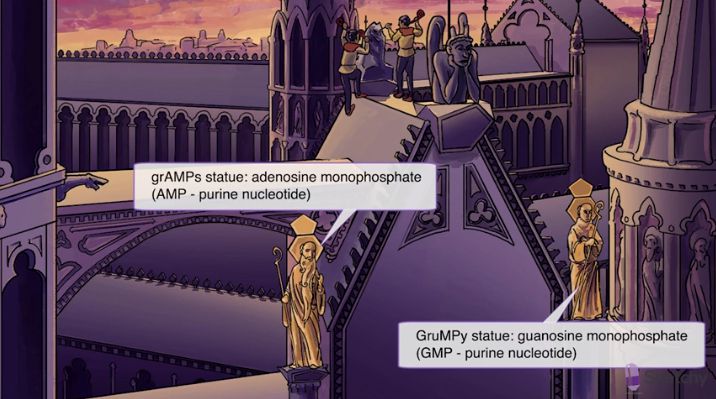 grAMPs statue: adenosine monophosphate
(AMP - purine nucleotide)
GruMPy statue: guanosine monophosphate
(GMP - purine nucleotide)